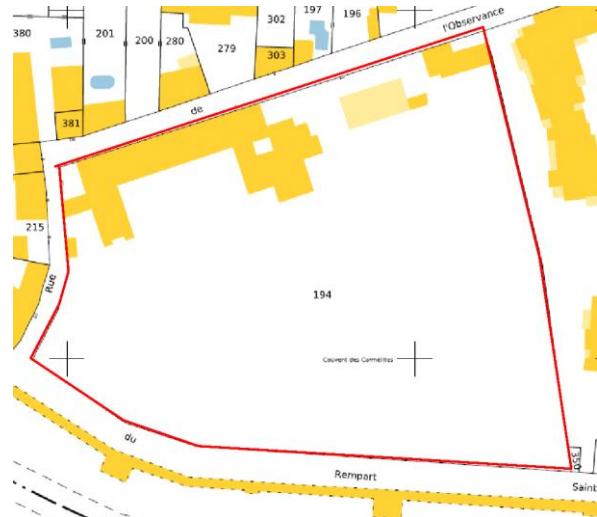 380
201
200
280
279
302
303
197
196
l'Observance
de
381
215
Rue
194
Couvent des Carmélites
du
Rempart
350
Saint